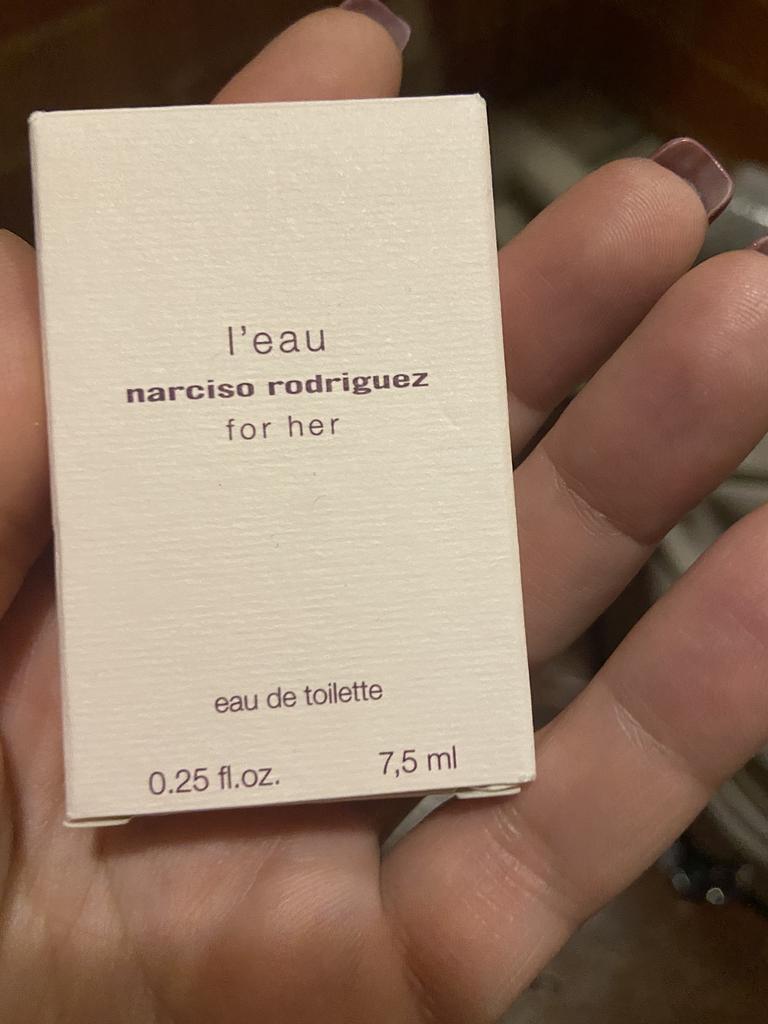 l'eau
narciso rodriguez
for her
eau de toilette
0.25 fl.oz. 7,5 ml